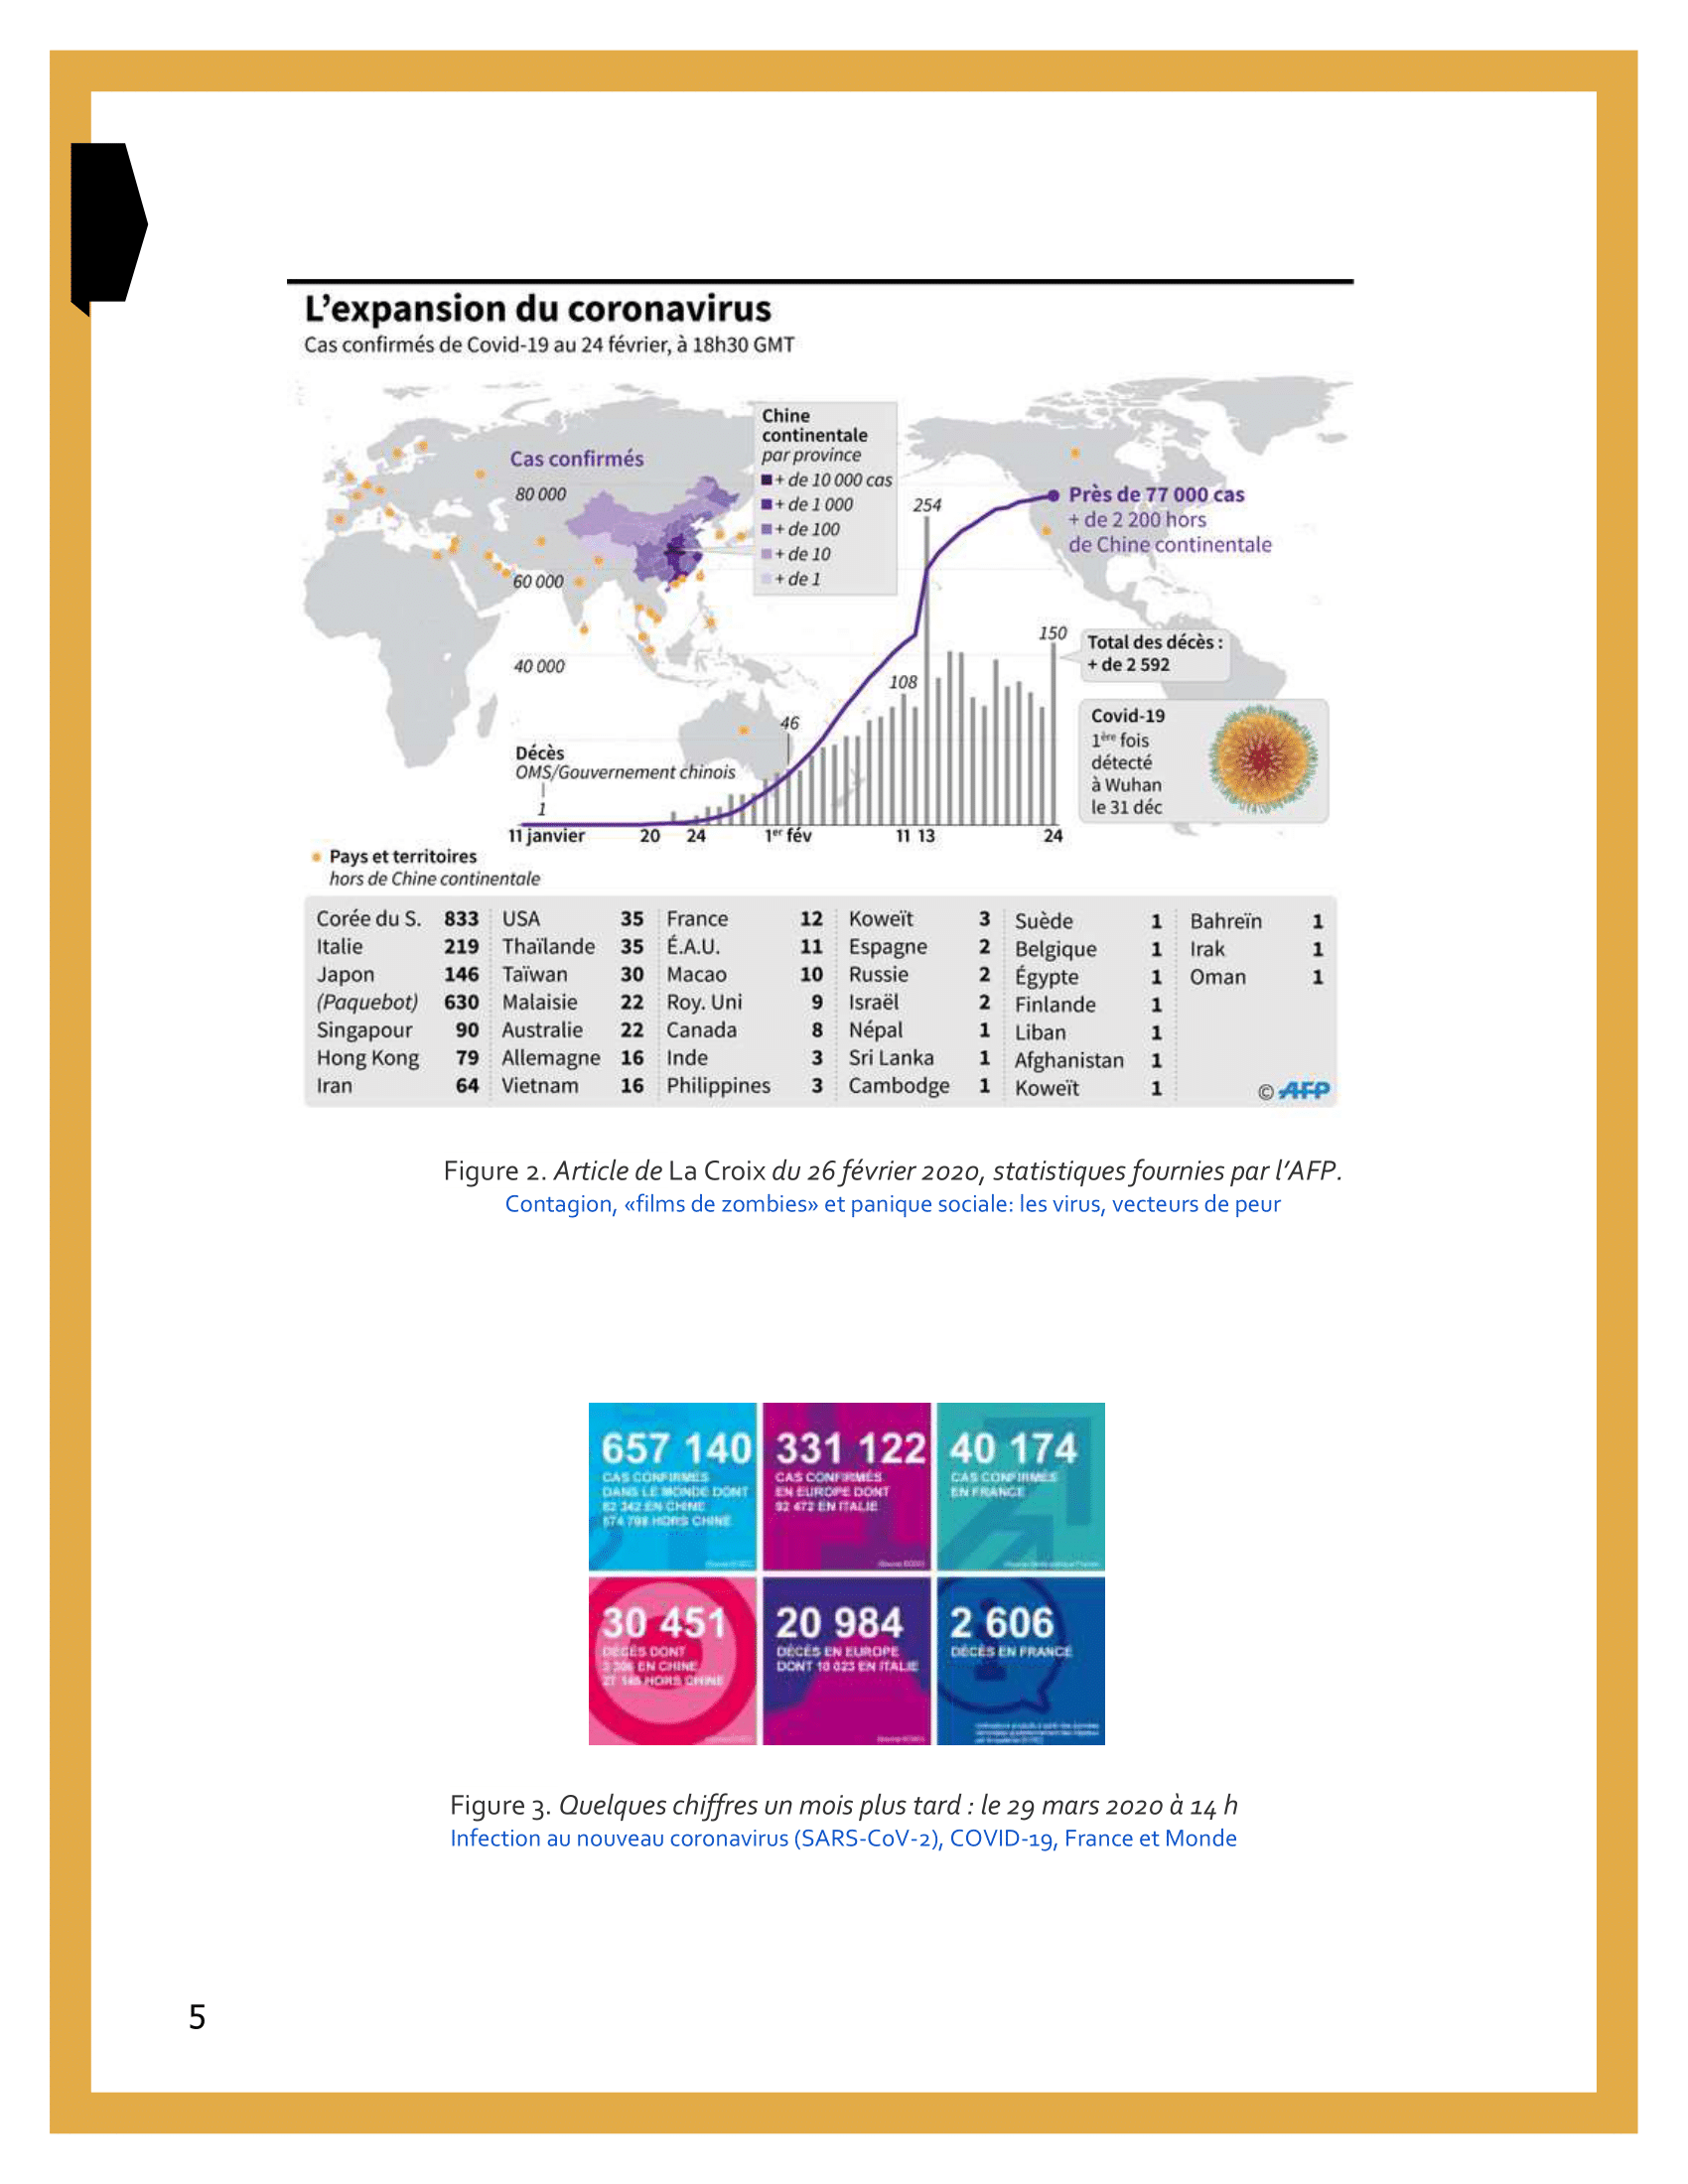 L'expansion du coronavirus
Cas confirmés de Covid-19 au 24 février, à 18h30 GMT
Chine
continentale
par province
+ de 10 000 cas
+ de 1 000
+ de 100
+ de 10
+ de 1
Cas confirmés
80 000
60 000
40 000
254
Près de 77 000 cas
+ de 2 200 hors
de Chine continentale
150
Total des décès :
+ de 2 592
108
46
Covid-19
1ère fois
détecté
à Wuhan
le 31 déc
Décès
OMS/Gouvernement chinois
1
11 janvier 20 24 1er fév 11 13 24
Pays et territoires
hors de Chine continentale
Corée du S. 833 USA 35 France 12 Koweït 3 Suède 1 Bahreïn 1
Italie 219 Thaïlande 35 É.A.U. 11 Espagne 2 Belgique 1 Irak 1
Japon 146 Taïwan 30 Macao 10 Russie 2 Égypte 1 Oman 1
(Paquebot) 630 Malaisie 22 Roy. Uni 9 Israël 2 Finlande 1
Singapour 90 Australie 22 Canada 8 Népal 1 Liban 1
Hong Kong 79 Allemagne 16 Inde 3 Sri Lanka 1 Afghanistan 1
Iran 64 Vietnam 16 Philippines 3 Cambodge 1 Koweït 1
© AFP
Figure 2. Article de La Croix du 26 février 2020, statistiques fournies par l'AFP.
Contagion, «films de zombies» et panique sociale: les virus, vecteurs de peur
657 140
CAS CONFIRMÉS
DANS LE MONDE DONT
82 342 EN CHINE
574 798 HORS CHINE
331 122
CAS CONFIRMÉS
EN EUROPE DONT
92 472 EN ITALIE
40 174
CAS CONFIRMÉS
EN FRANCE
30 451
DÉCÈS DONT
EN CHINE
HORS CHINE
20 984
DÉCÈS EN EUROPE
DONT 10 023 EN ITALIE
2 606
DÉCÈS EN FRANCE
Figure 3. Quelques chiffres un mois plus tard : le 29 mars 2020 à 14 h
Infection au nouveau coronavirus (SARS-CoV-2), COVID-19, France et Monde
5